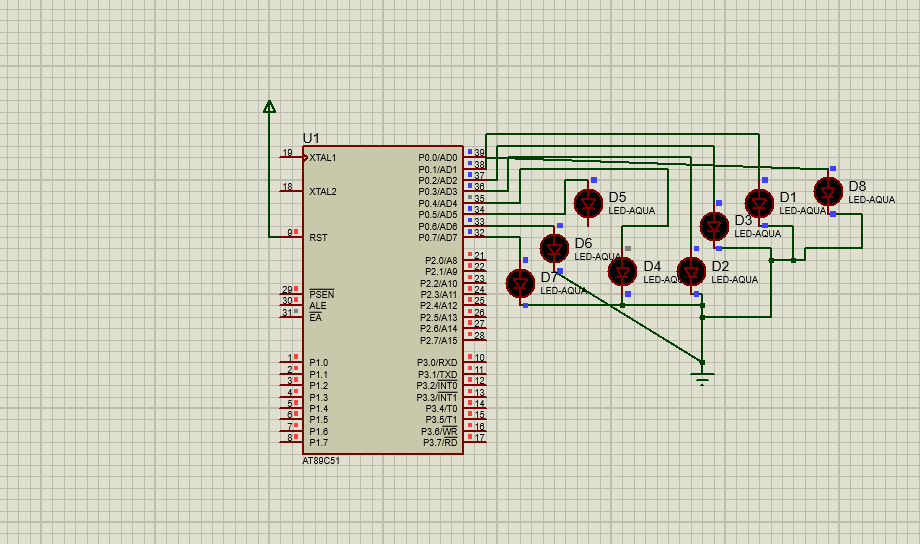 U1
19 XTAL1
18 XTAL2
9 RST
29 PSEN
30 ALE
31 EA
1 P1.0
2 P1.1
3 P1.2
4 P1.3
5 P1.4
6 P1.5
7 P1.6
8 P1.7
P0.0/AD0 39
P0.1/AD1 38
P0.2/AD2 37
P0.3/AD3 36
P0.4/AD4 35
P0.5/AD5 34
P0.6/AD6 33
P0.7/AD7 32
P2.0/A8 21
P2.1/A9 22
P2.2/A10 23
P2.3/A11 24
P2.4/A12 25
P2.5/A13 26
P2.6/A14 27
P2.7/A15 28
P3.0/RXD 10
P3.1/TXD 11
P3.2/INT0 12
P3.3/INT1 13
P3.4/T0 14
P3.5/T1 15
P3.6/WR 16
P3.7/RD 17
AT89C51
D5
LED-AQUA
D6
LED-AQUA
D7
LED-AQUA
D4
LED-AQUA
D2
LED-AQUA
D3
LED-AQUA
D1
LED-AQUA
D8
LED-AQUA